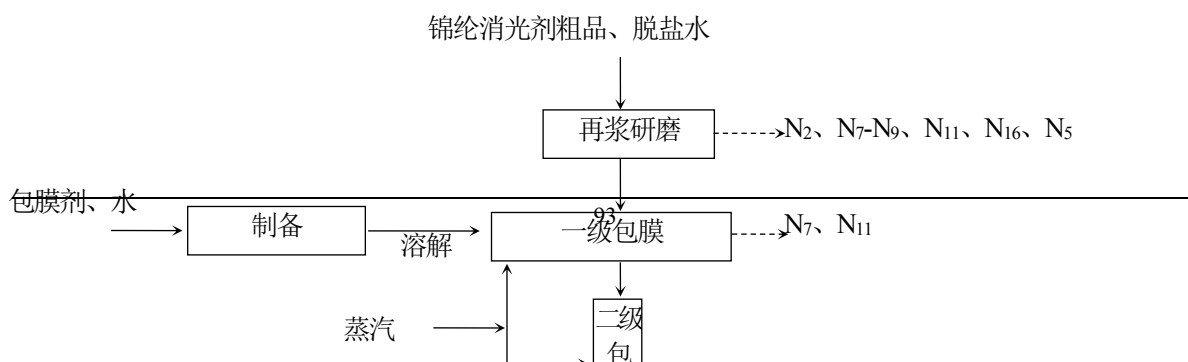 锦纶消光剂粗品、脱盐水
再浆研磨
N₂、N₇-N₉、N₁₁、N₁₆、N₅
包膜剂、水
制备
溶解
93
一级包膜
N₇、N₁₁
蒸汽
二级
包